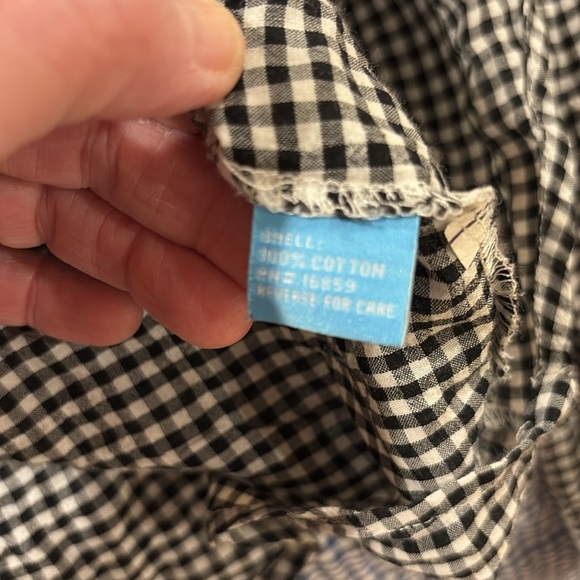 SHELL:
100% COTTON
RN# 16859
REVERSE FOR CARE